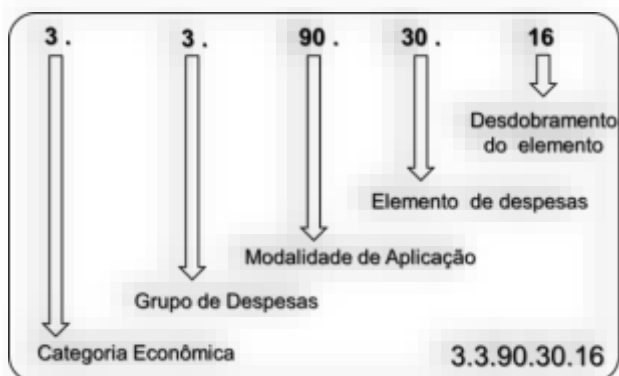 3. 3. 90. 30. 16
Desdobramento
do elemento
Elemento de despesas
Modalidade de Aplicação
Grupo de Despesas
Categoria Econômica
3.3.90.30.16